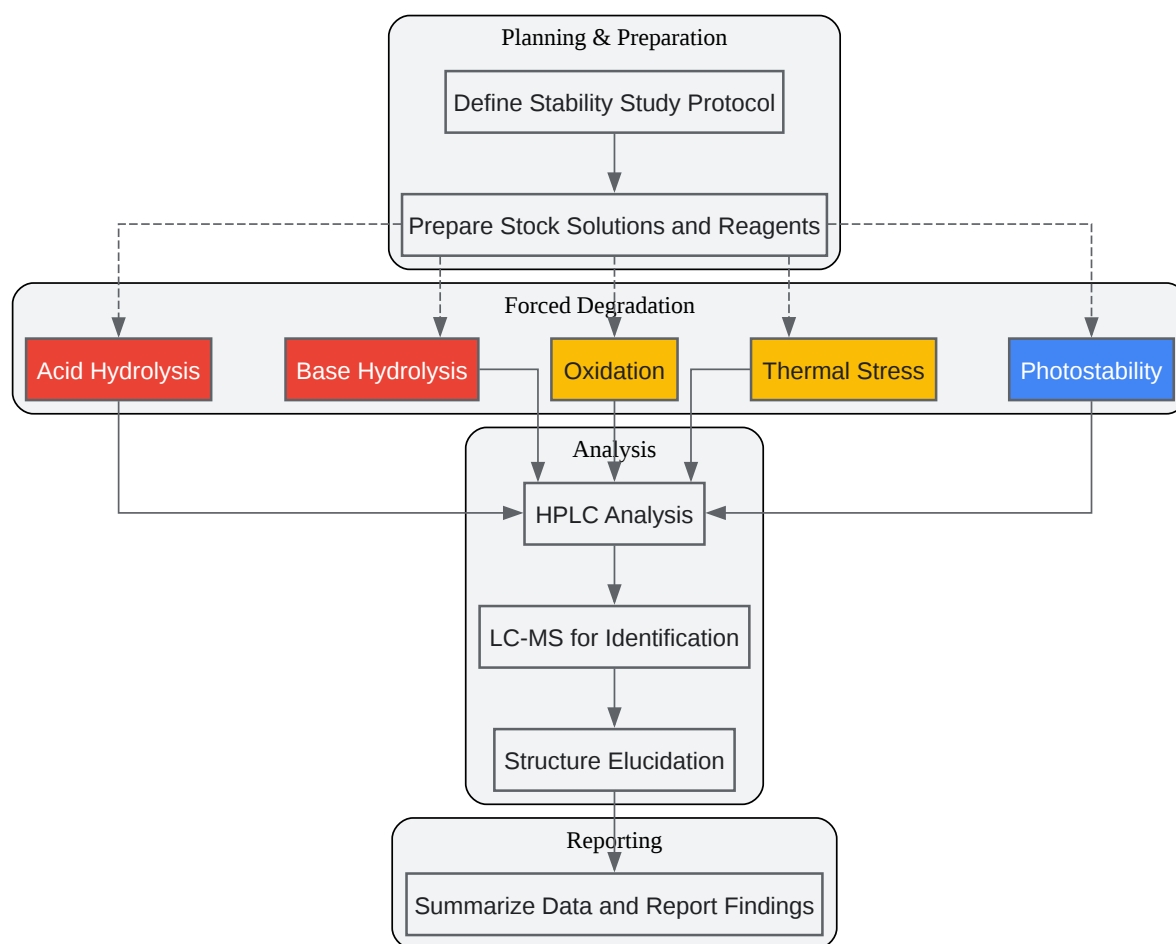 Planning & Preparation
Define Stability Study Protocol
Prepare Stock Solutions and Reagents
Forced Degradation
Acid Hydrolysis
Base Hydrolysis
Oxidation
Thermal Stress
Photostability
Analysis
HPLC Analysis
LC-MS for Identification
Structure Elucidation
Reporting
Summarize Data and Report Findings